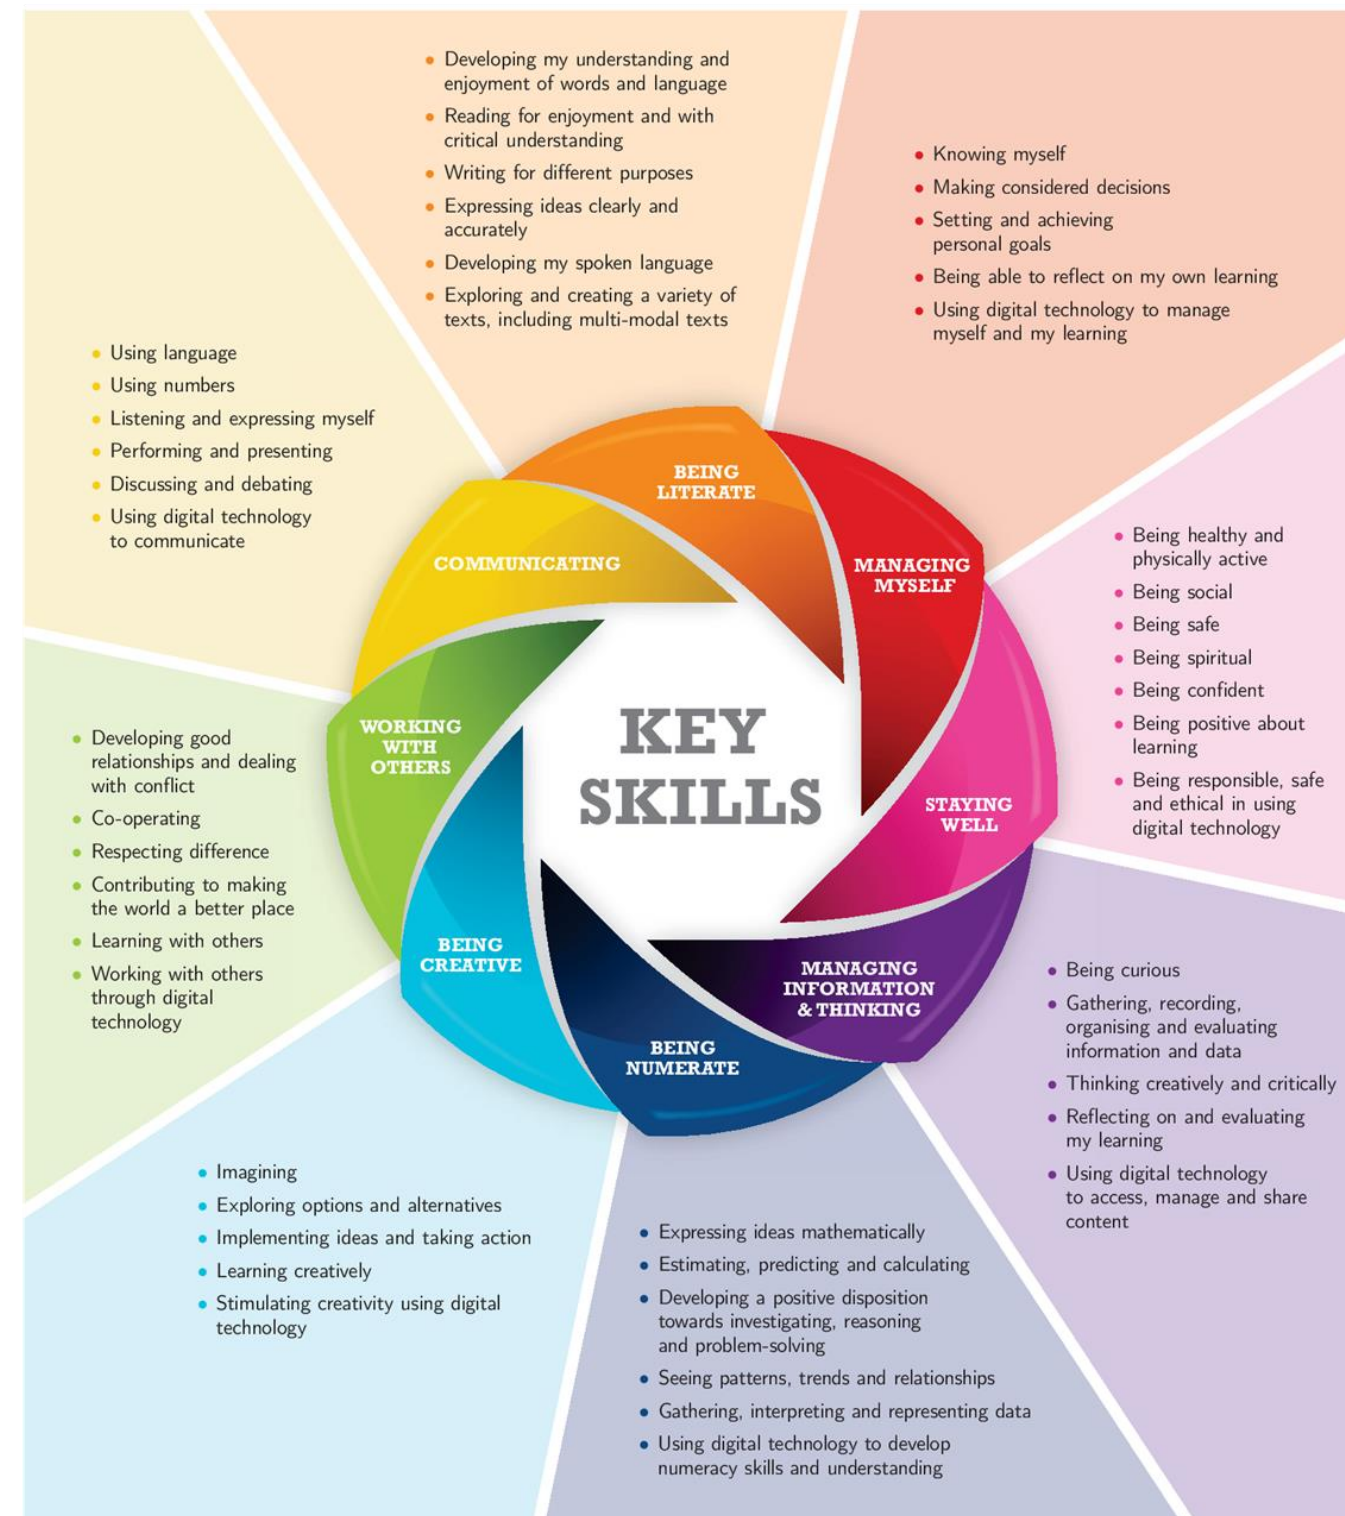 KEY
SKILLS
BEING
LITERATE
• Developing my understanding and
enjoyment of words and language
• Reading for enjoyment and with
critical understanding
• Writing for different purposes
• Expressing ideas clearly and
accurately
• Developing my spoken language
• Exploring and creating a variety of
texts, including multi-modal texts
MANAGING
MYSELF
• Knowing myself
• Making considered decisions
• Setting and achieving
personal goals
• Being able to reflect on my own learning
• Using digital technology to manage
myself and my learning
STAYING
WELL
• Being healthy and
physically active
• Being social
• Being safe
• Being spiritual
• Being confident
• Being positive about
learning
• Being responsible, safe
and ethical in using
digital technology
MANAGING
INFORMATION
& THINKING
• Being curious
• Gathering, recording,
organising and evaluating
information and data
• Thinking creatively and critically
• Reflecting on and evaluating
my learning
• Using digital technology
to access, manage and share
content
BEING
NUMERATE
• Expressing ideas mathematically
• Estimating, predicting and calculating
• Developing a positive disposition
towards investigating, reasoning
and problem-solving
• Seeing patterns, trends and relationships
• Gathering, interpreting and representing data
• Using digital technology to develop
numeracy skills and understanding
BEING
CREATIVE
• Imagining
• Exploring options and alternatives
• Implementing ideas and taking action
• Learning creatively
• Stimulating creativity using digital
technology
WORKING
WITH
OTHERS
• Developing good
relationships and dealing
with conflict
• Co-operating
• Respecting difference
• Contributing to making
the world a better place
• Learning with others
• Working with others
through digital
technology
COMMUNICATING
• Using language
• Using numbers
• Listening and expressing myself
• Performing and presenting
• Discussing and debating
• Using digital technology
to communicate